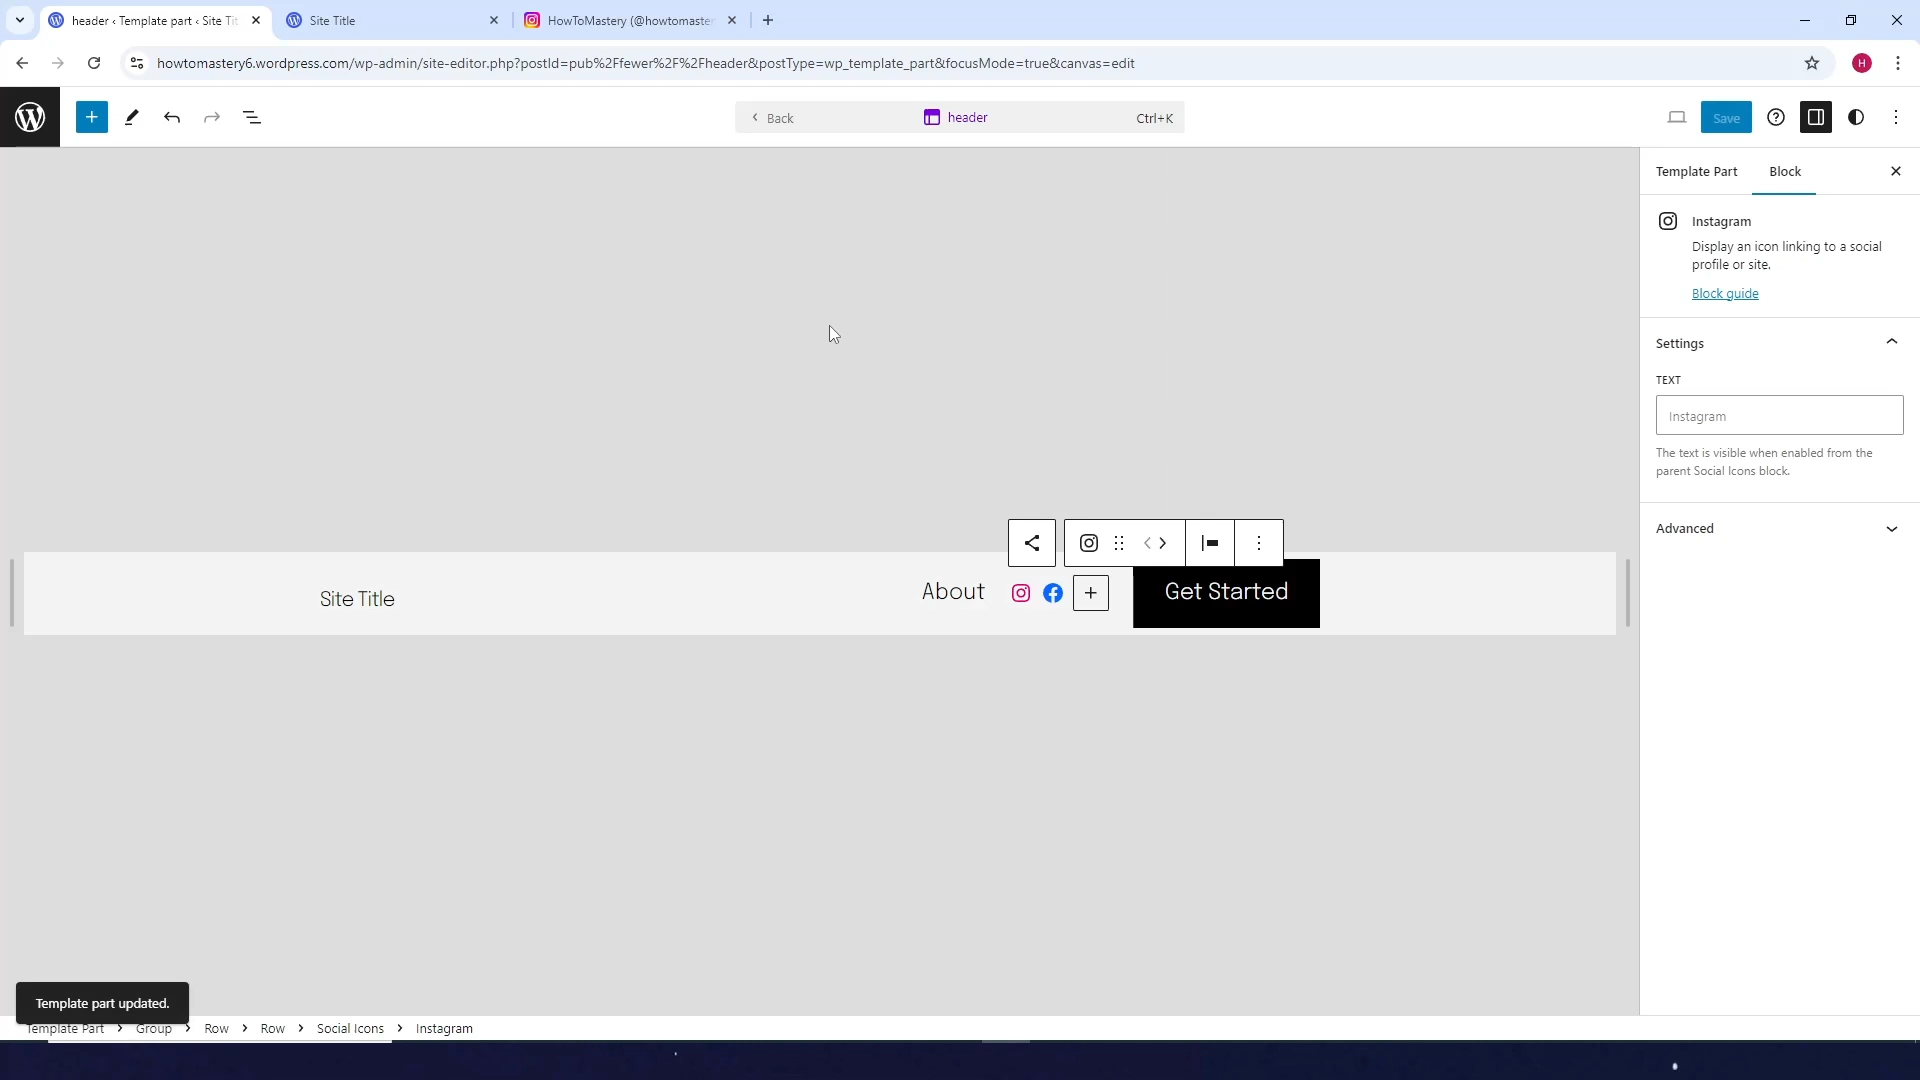 header ‹ Template part ‹ Site Tit
Site Title
HowToMastery (@howtomaster
howtomastery6.wordpress.com/wp-admin/site-editor.php?postId=pub%2Ffewer%2F%2Fheader&postType=wp_template_part&focusMode=true&canvas=edit
H
Back
header
Ctrl+K
Save
Template Part
Block
Instagram
Display an icon linking to a social
profile or site.
Block guide
Settings
TEXT
Instagram
The text is visible when enabled from the
parent Social Icons block.
Advanced
Site Title
About
Get Started
Template part updated.
Template Part > Group > Row > Row > Social Icons > Instagram